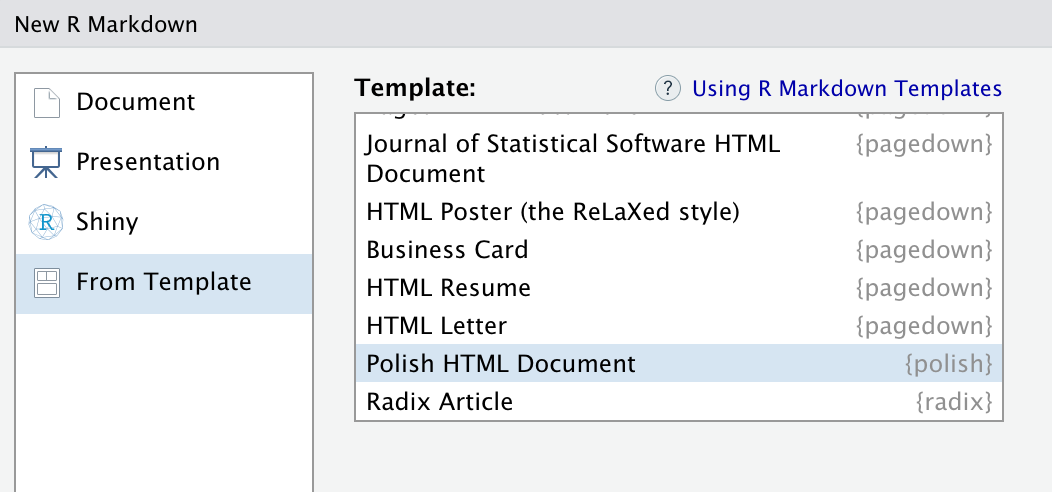 New R Markdown
Document
Presentation
R
Shiny
From Template
Template:
? Using R Markdown Templates
Journal of Statistical Software HTML {pagedown}
Document
HTML Poster (the ReLaXed style) {pagedown}
Business Card {pagedown}
HTML Resume {pagedown}
HTML Letter {pagedown}
Polish HTML Document {polish}
Radix Article {radix}